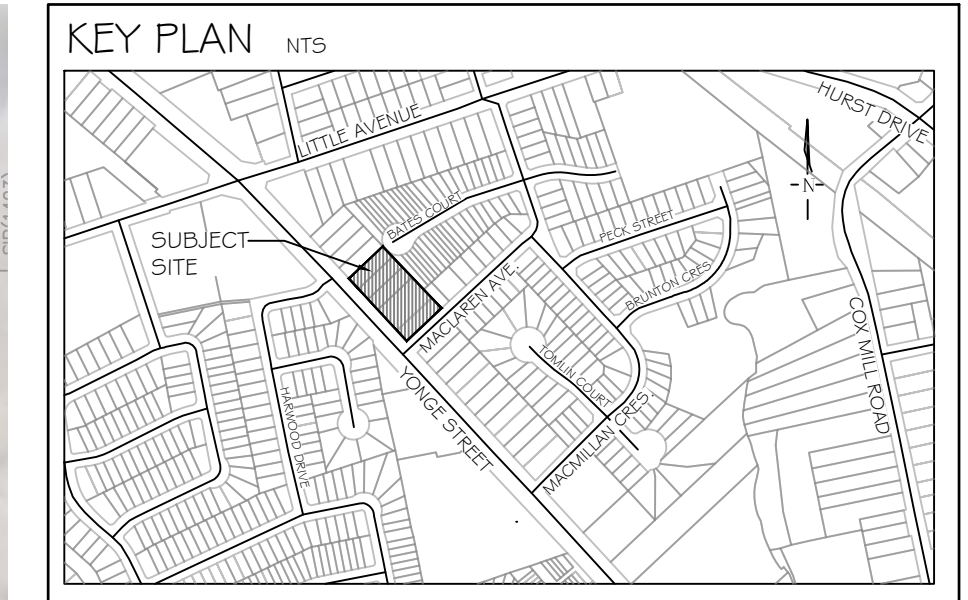 KEY PLAN NTS
HURST DRIVE
LITTLE AVENUE
N
BATES COURT
PECK STREET
SUBJECT
SITE
BRUNTON CRES
MACLAREN AVE.
COX MILL ROAD
TOMLIN COURT
YONGE STREET
HARWOOD DRIVE
MACMILLAN CRES.